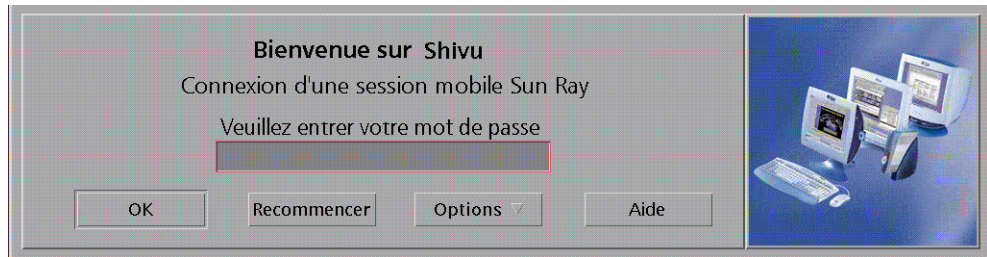 Bienvenue sur Shivu
Connexion d'une session mobile Sun Ray
Veuillez entrer votre mot de passe
OK Recommencer Options Aide